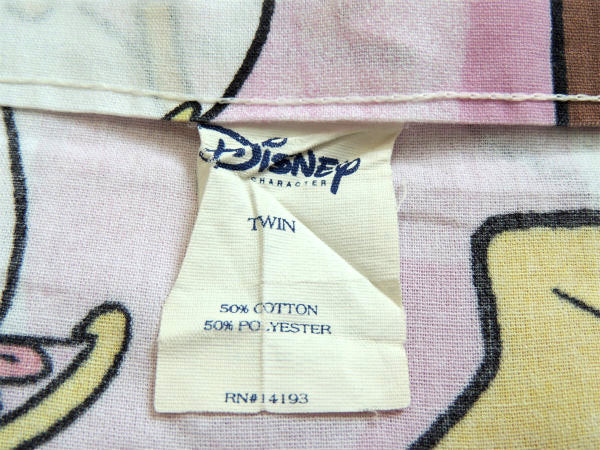 Disney
CHARACTER
TWIN
50% COTTON
50% POLYESTER
RN#14193